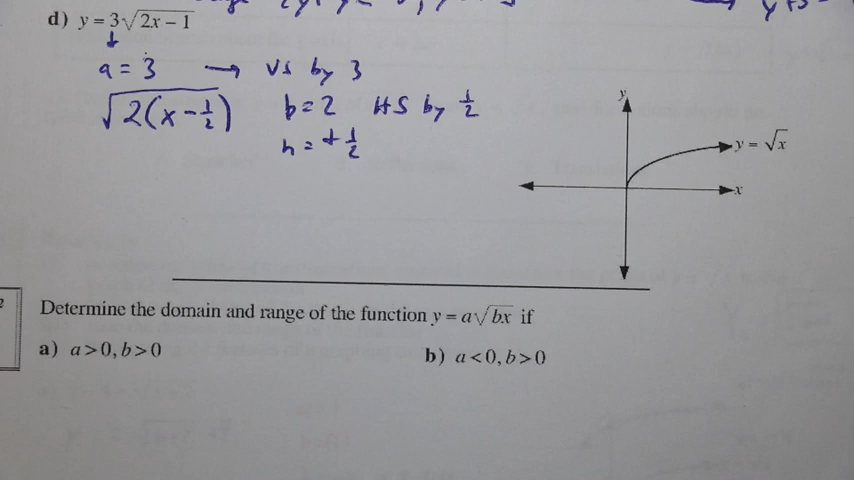 d) y = 3√2x – 1
a = 3 → VS by 3
√2(x – 1/2) b = 2 HS by 1/2
h = + 1/2
y
y = √x
x
Determine the domain and range of the function y = a√bx if
a) a > 0, b > 0 b) a < 0, b > 0